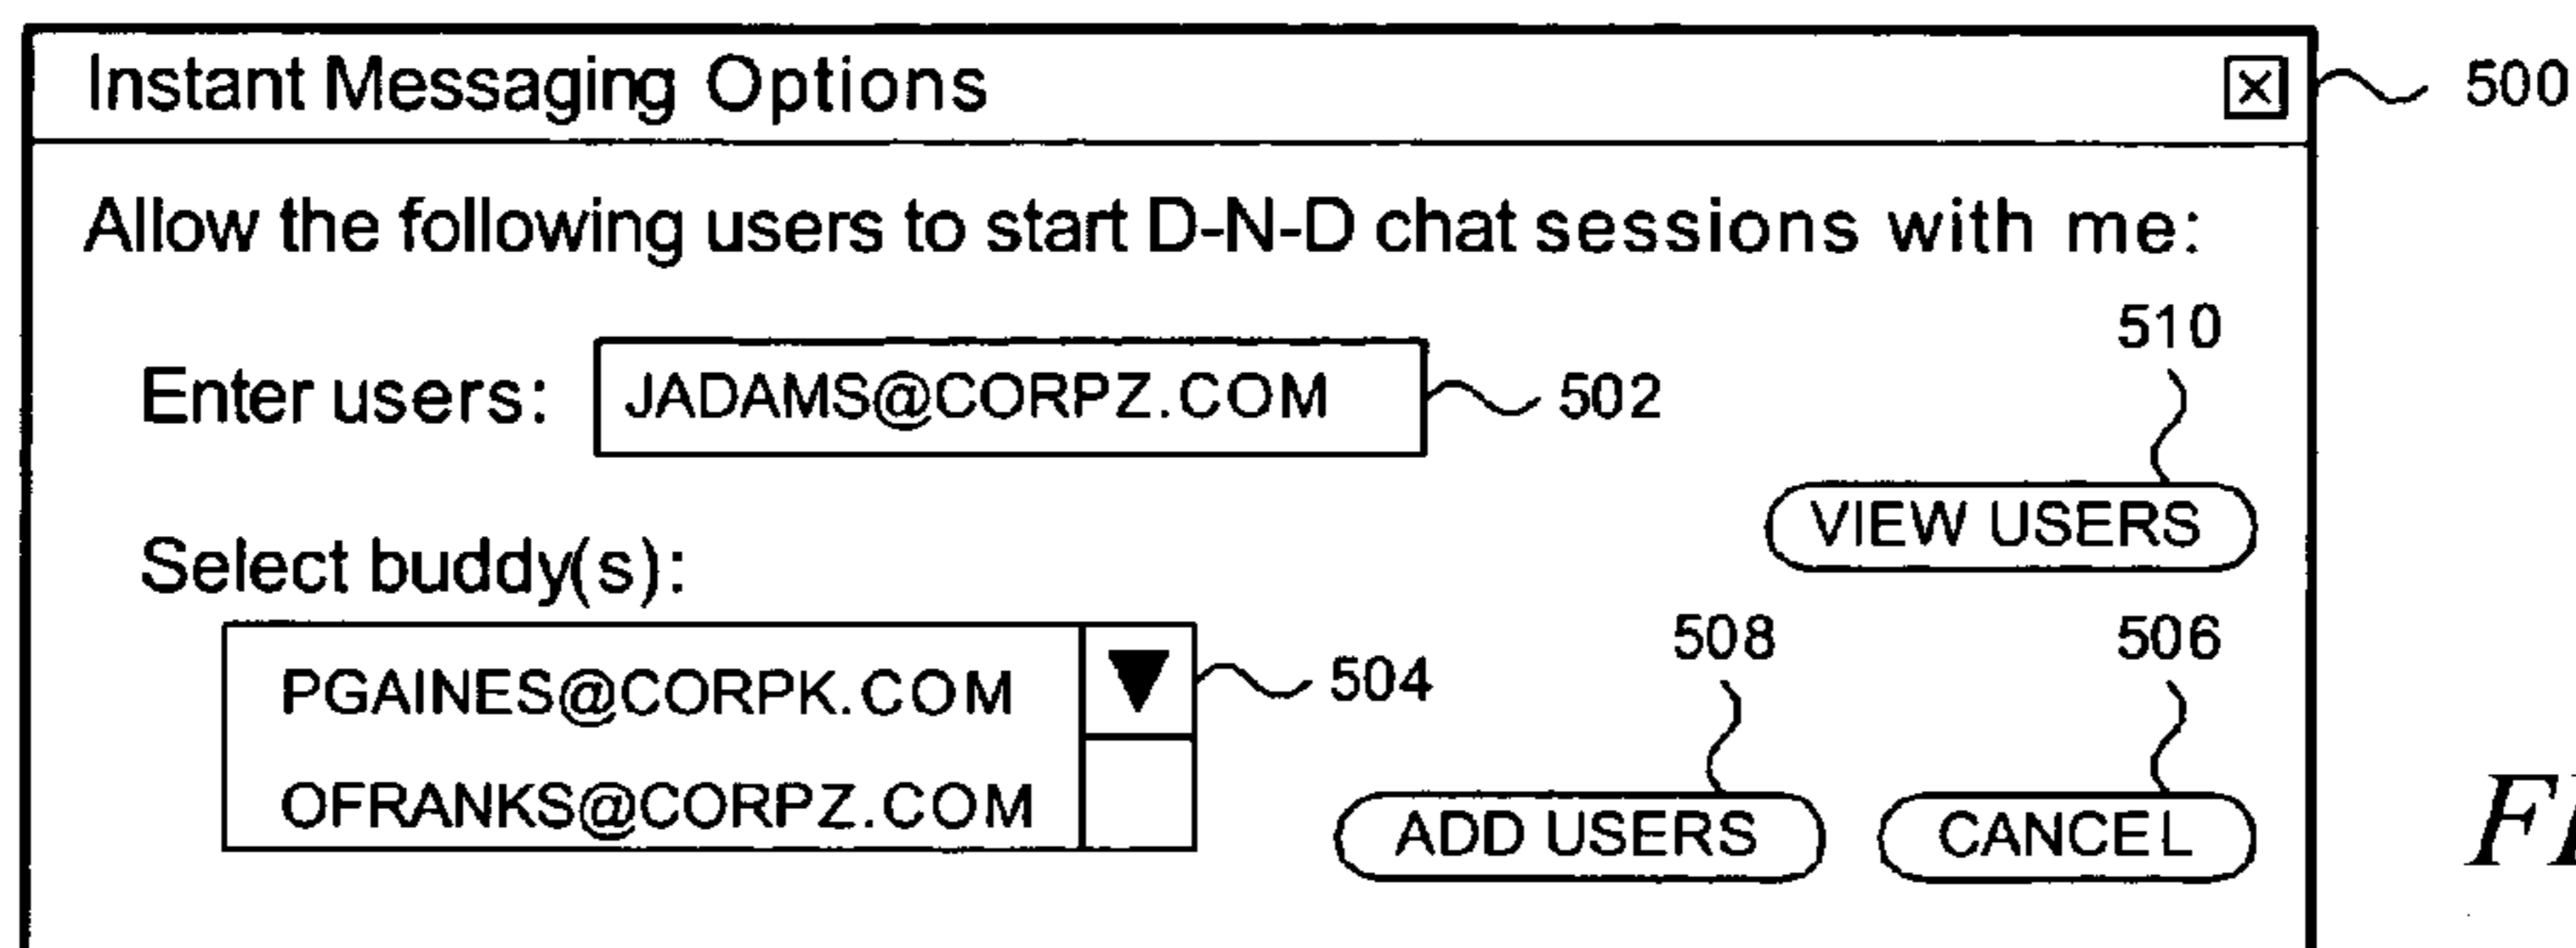 Instant Messaging Options
500
Allow the following users to start D-N-D chat sessions with me:
510
Enter users: JADAMS@CORPZ.COM 502
VIEW USERS
Select buddy(s):
508 506
PGAINES@CORPK.COM 504
OFRANKS@CORPZ.COM
ADD USERS CANCEL